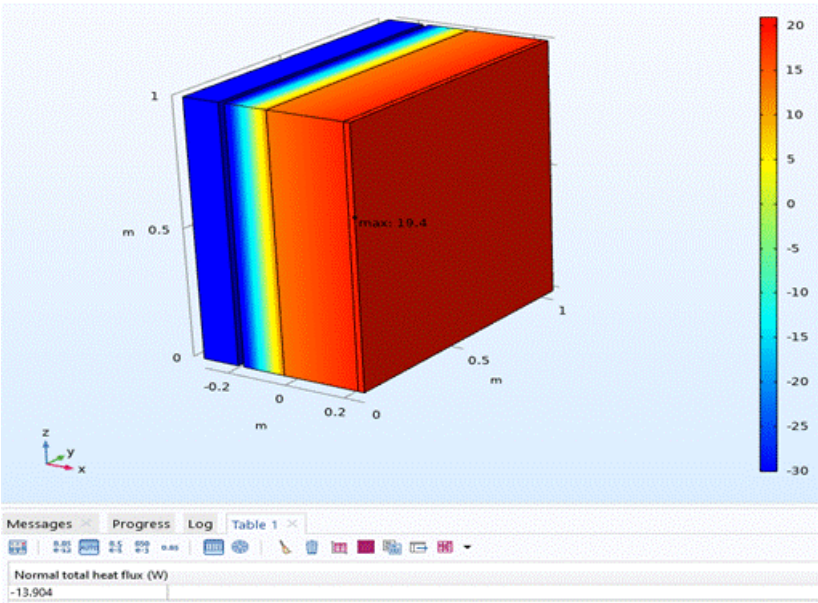 20
15
10
5
0
-5
-10
-15
-20
-25
-30
1
m 0.5
0
max: 19.4
1
0.5
m
-0.2
0
0.2
0
m
z
y
x
Messages × Progress Log Table 1 ×
Normal total heat flux (W)
-13.904